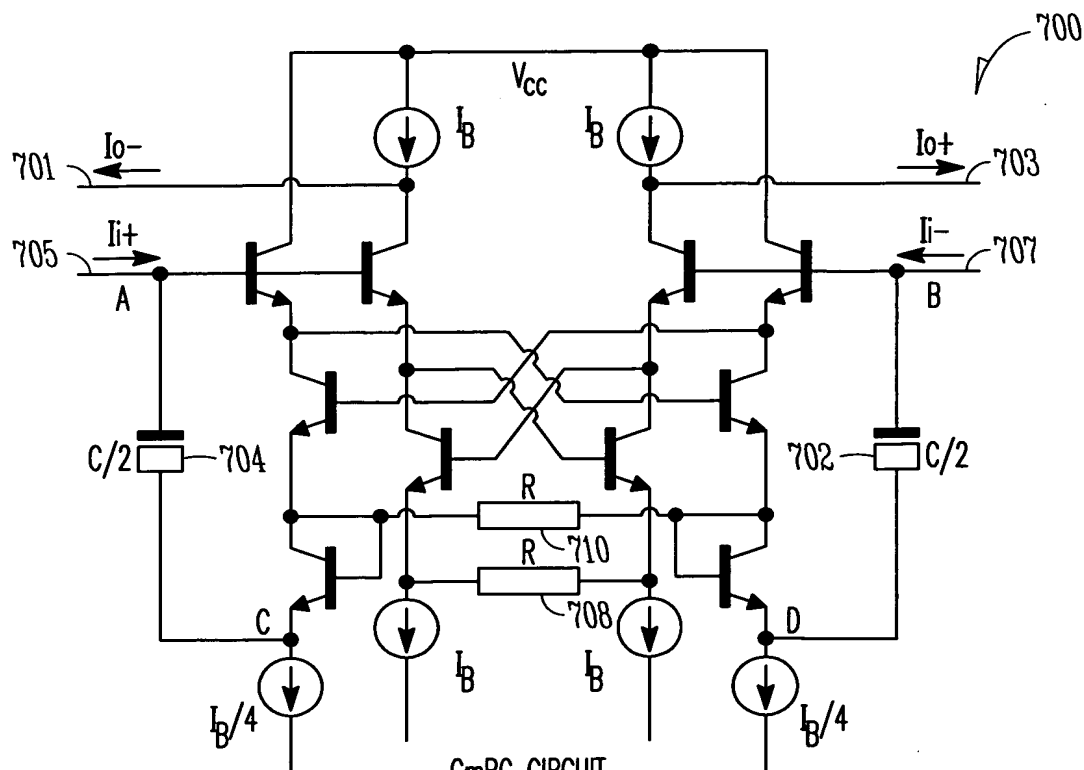 700
VCC
IB
IB
Io-
Io+
701
703
Ii+
Ii-
705
707
A
B
C/2
704
702
C/2
R
710
R
708
C
D
IB
IB
IB/4
IB/4